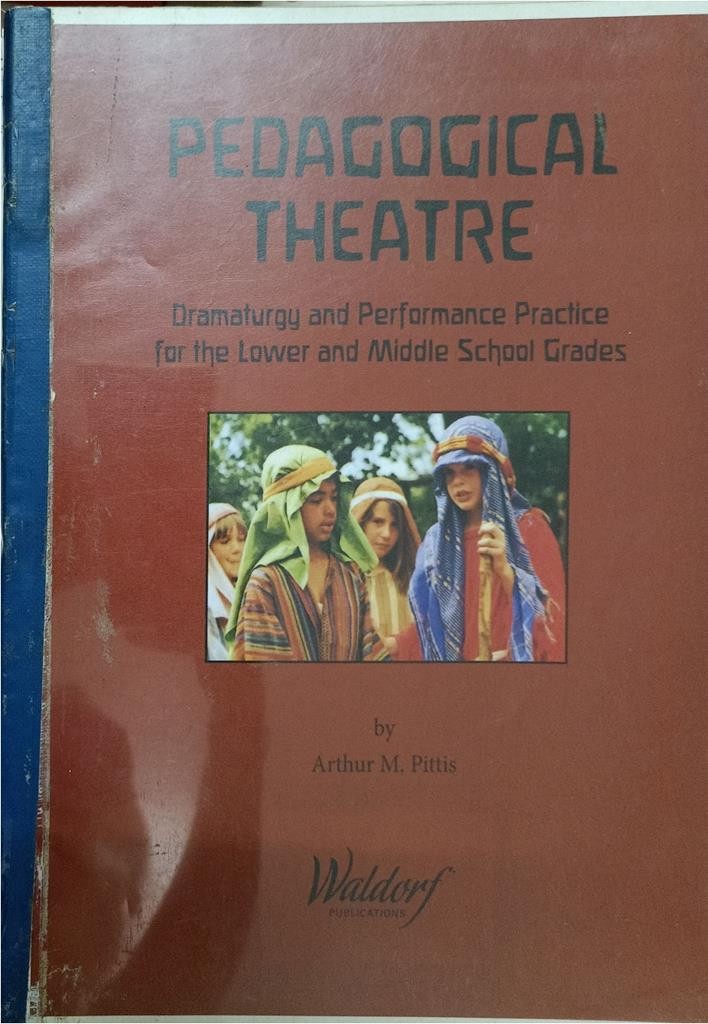 PEDAGOGICAL
THEATRE
Dramaturgy and Performance Practice
for the Lower and Middle School Grades
by
Arthur M. Pittis
Waldorf
PUBLICATIONS